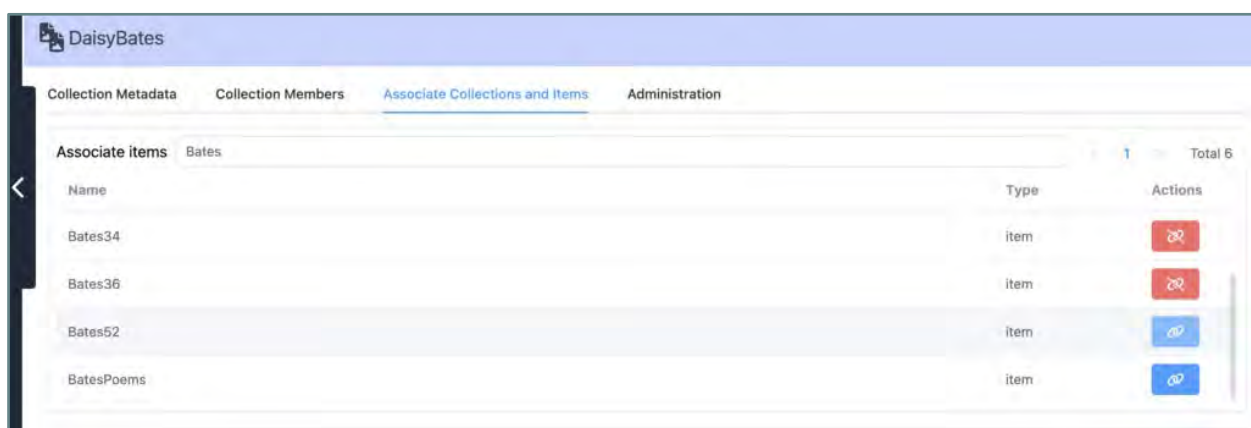 DaisyBates
Collection Metadata Collection Members Associate Collections and Items Administration
Associate items Bates 1 Total 6
Name Type Actions
Bates34 item
Bates36 item
Bates52 item
BatesPoems item